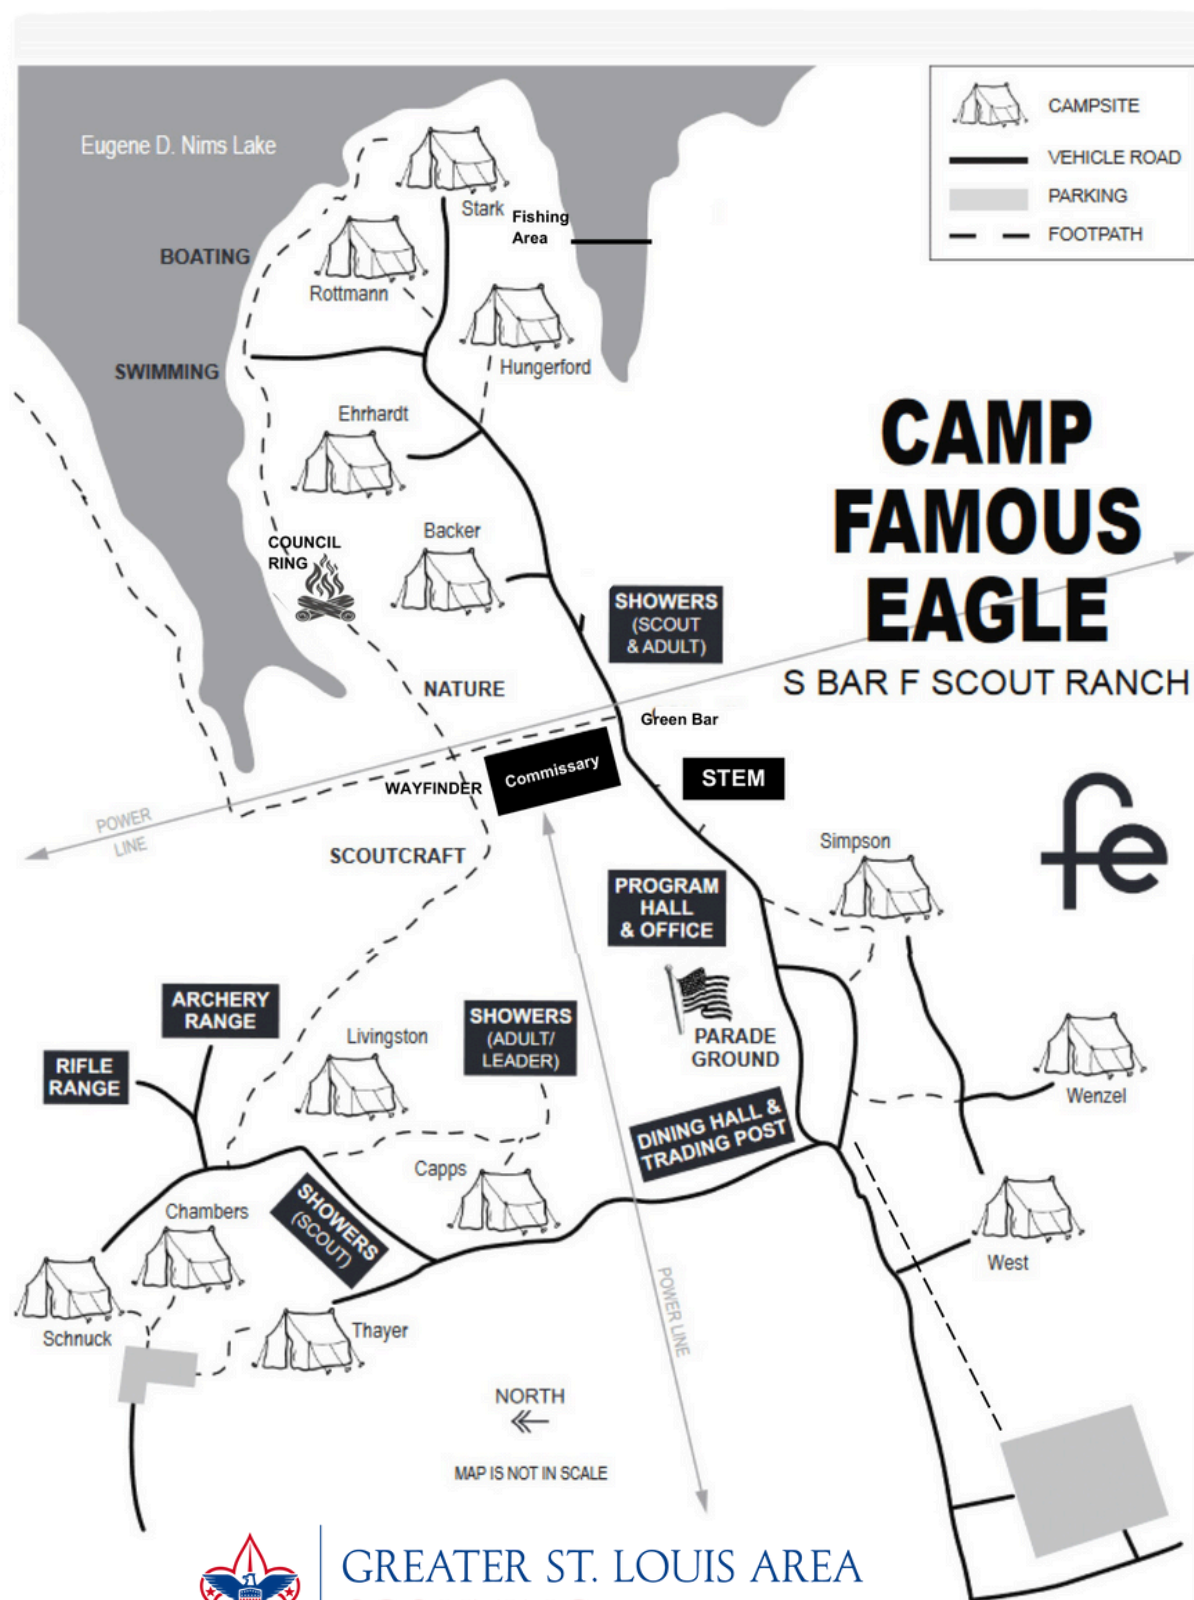 Eugene D. Nims Lake
CAMPSITE
VEHICLE ROAD
PARKING
FOOTPATH
Stark
Fishing
Area
BOATING
Rottmann
SWIMMING
Hungerford
Ehrhardt
CAMP
FAMOUS
EAGLE
S BAR F SCOUT RANCH
COUNCIL
RING
Backer
SHOWERS
(SCOUT
& ADULT)
NATURE
Green Bar
WAYFINDER
Commissary
STEM
POWER
LINE
SCOUTCRAFT
Simpson
fe
PROGRAM
HALL
& OFFICE
ARCHERY
RANGE
Livingston
SHOWERS
(ADULT/
LEADER)
PARADE
GROUND
RIFLE
RANGE
Wenzel
DINING HALL &
TRADING POST
Capps
Chambers
SHOWERS
(SCOUT)
West
Schnuck
Thayer
POWER LINE
NORTH
MAP IS NOT IN SCALE
GREATER ST. LOUIS AREA